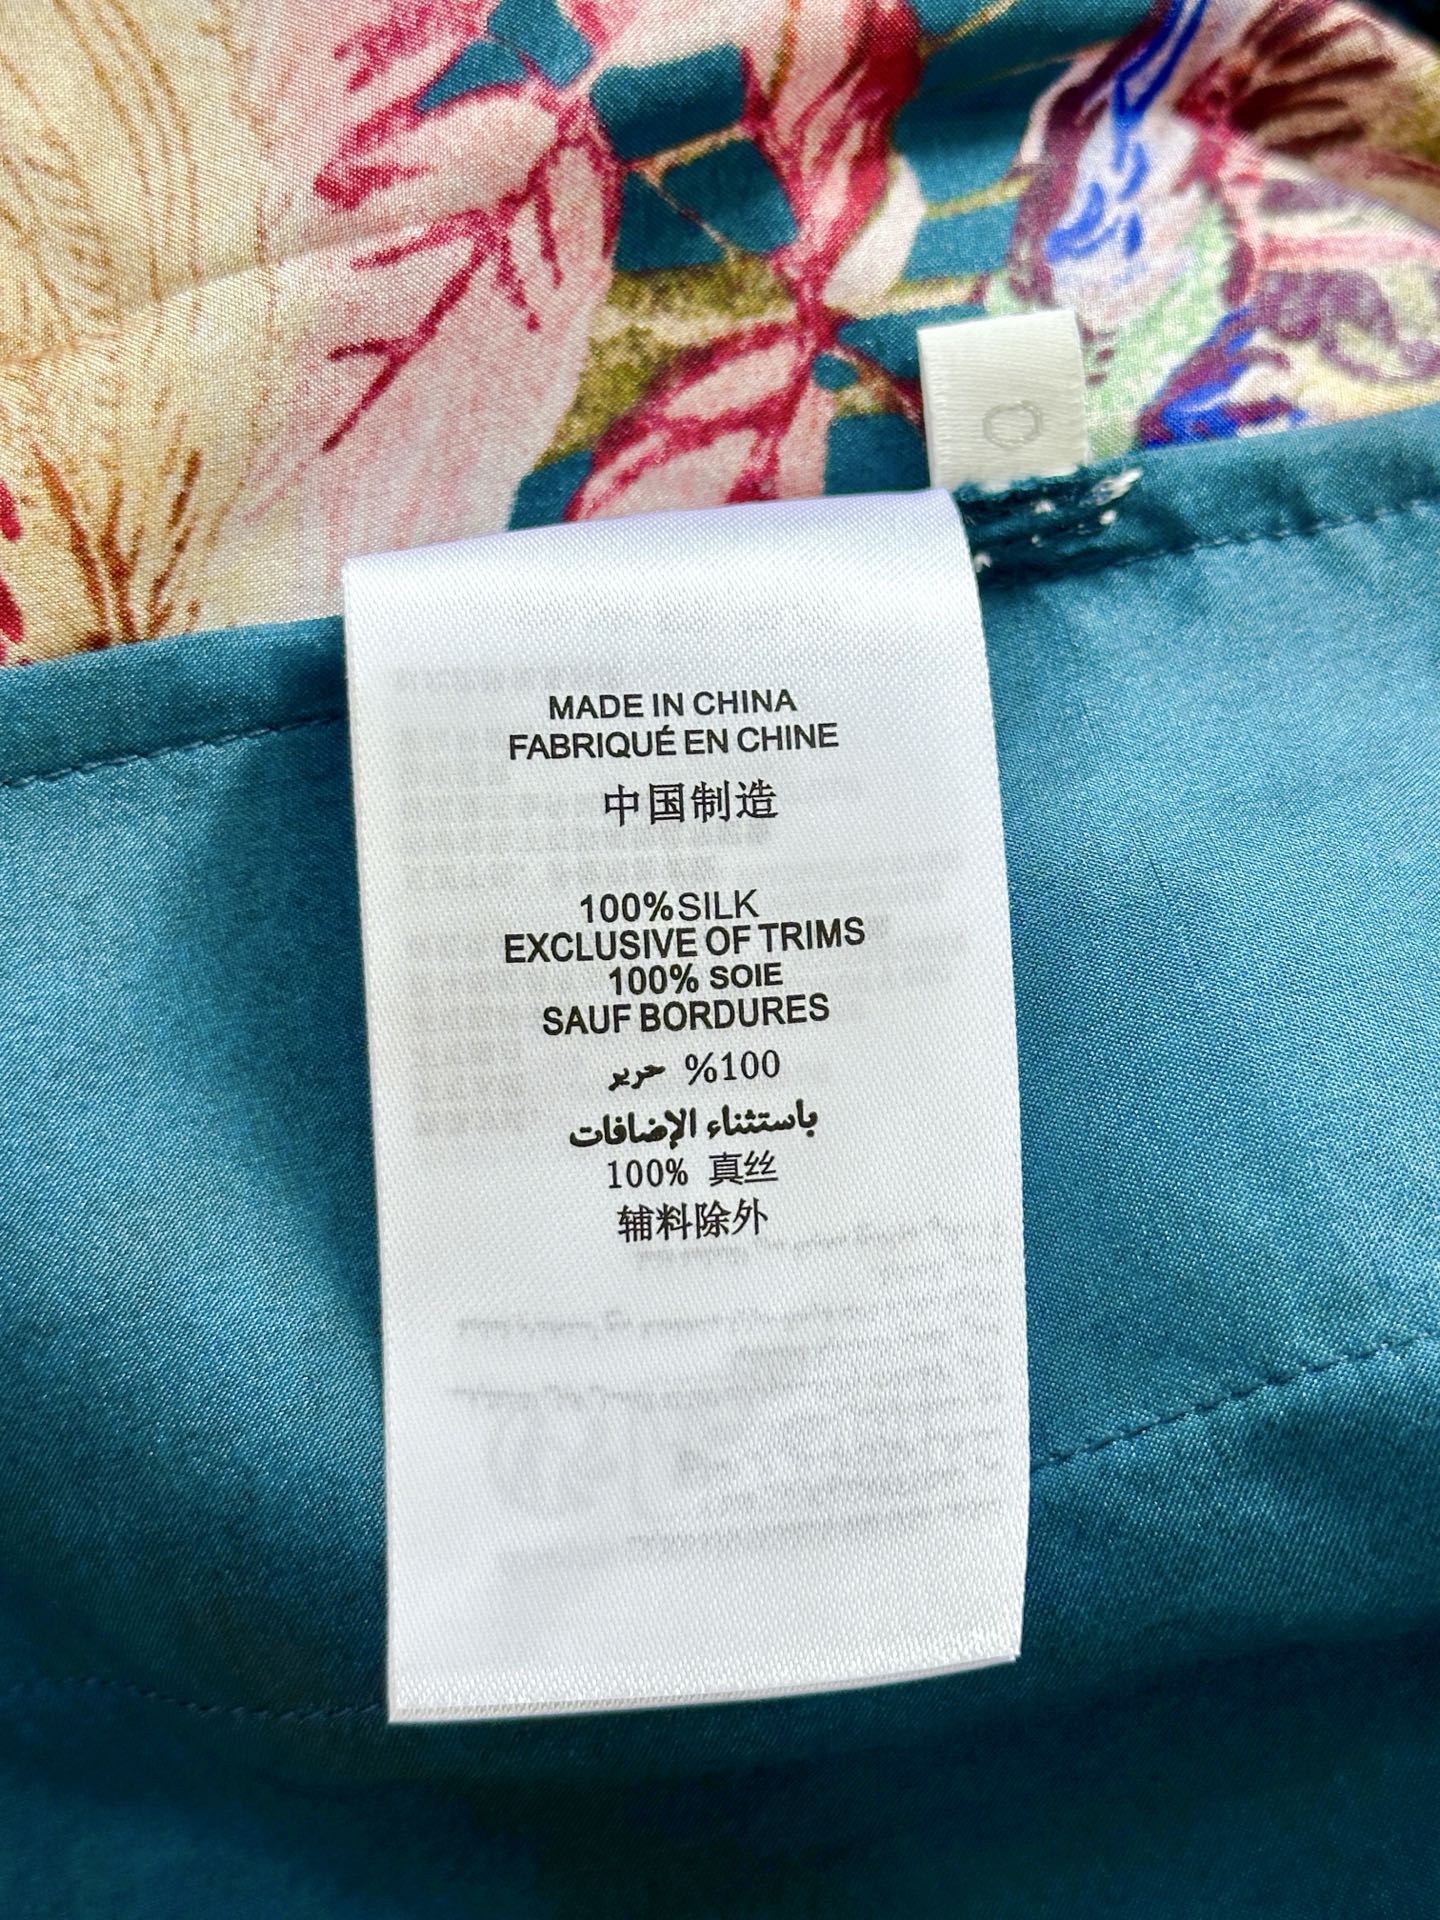 0
MADE IN CHINA
FABRIQUÉ EN CHINE
中国制造
100%SILK
EXCLUSIVE OF TRIMS
100% SOIE
SAUF BORDURES
%100 حرير
باستثناء الإضافات
100% 真丝
辅料除外